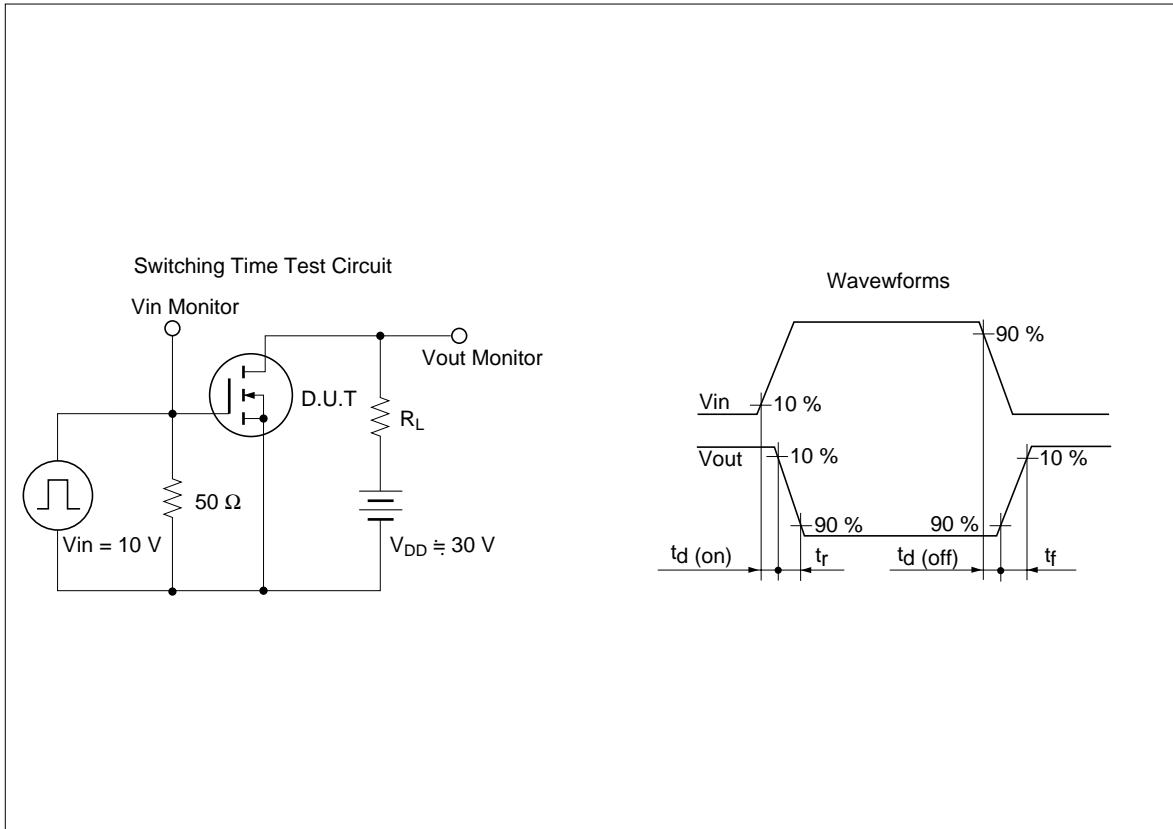 Switching Time Test Circuit
Vin Monitor
Vout Monitor
D.U.T
RL
50 Ω
Vin = 10 V
VDD ≒ 30 V
Wavewforms
90 %
Vin
10 %
Vout
10 %
10 %
90 %
90 %
td (on)
tr
td (off)
tf